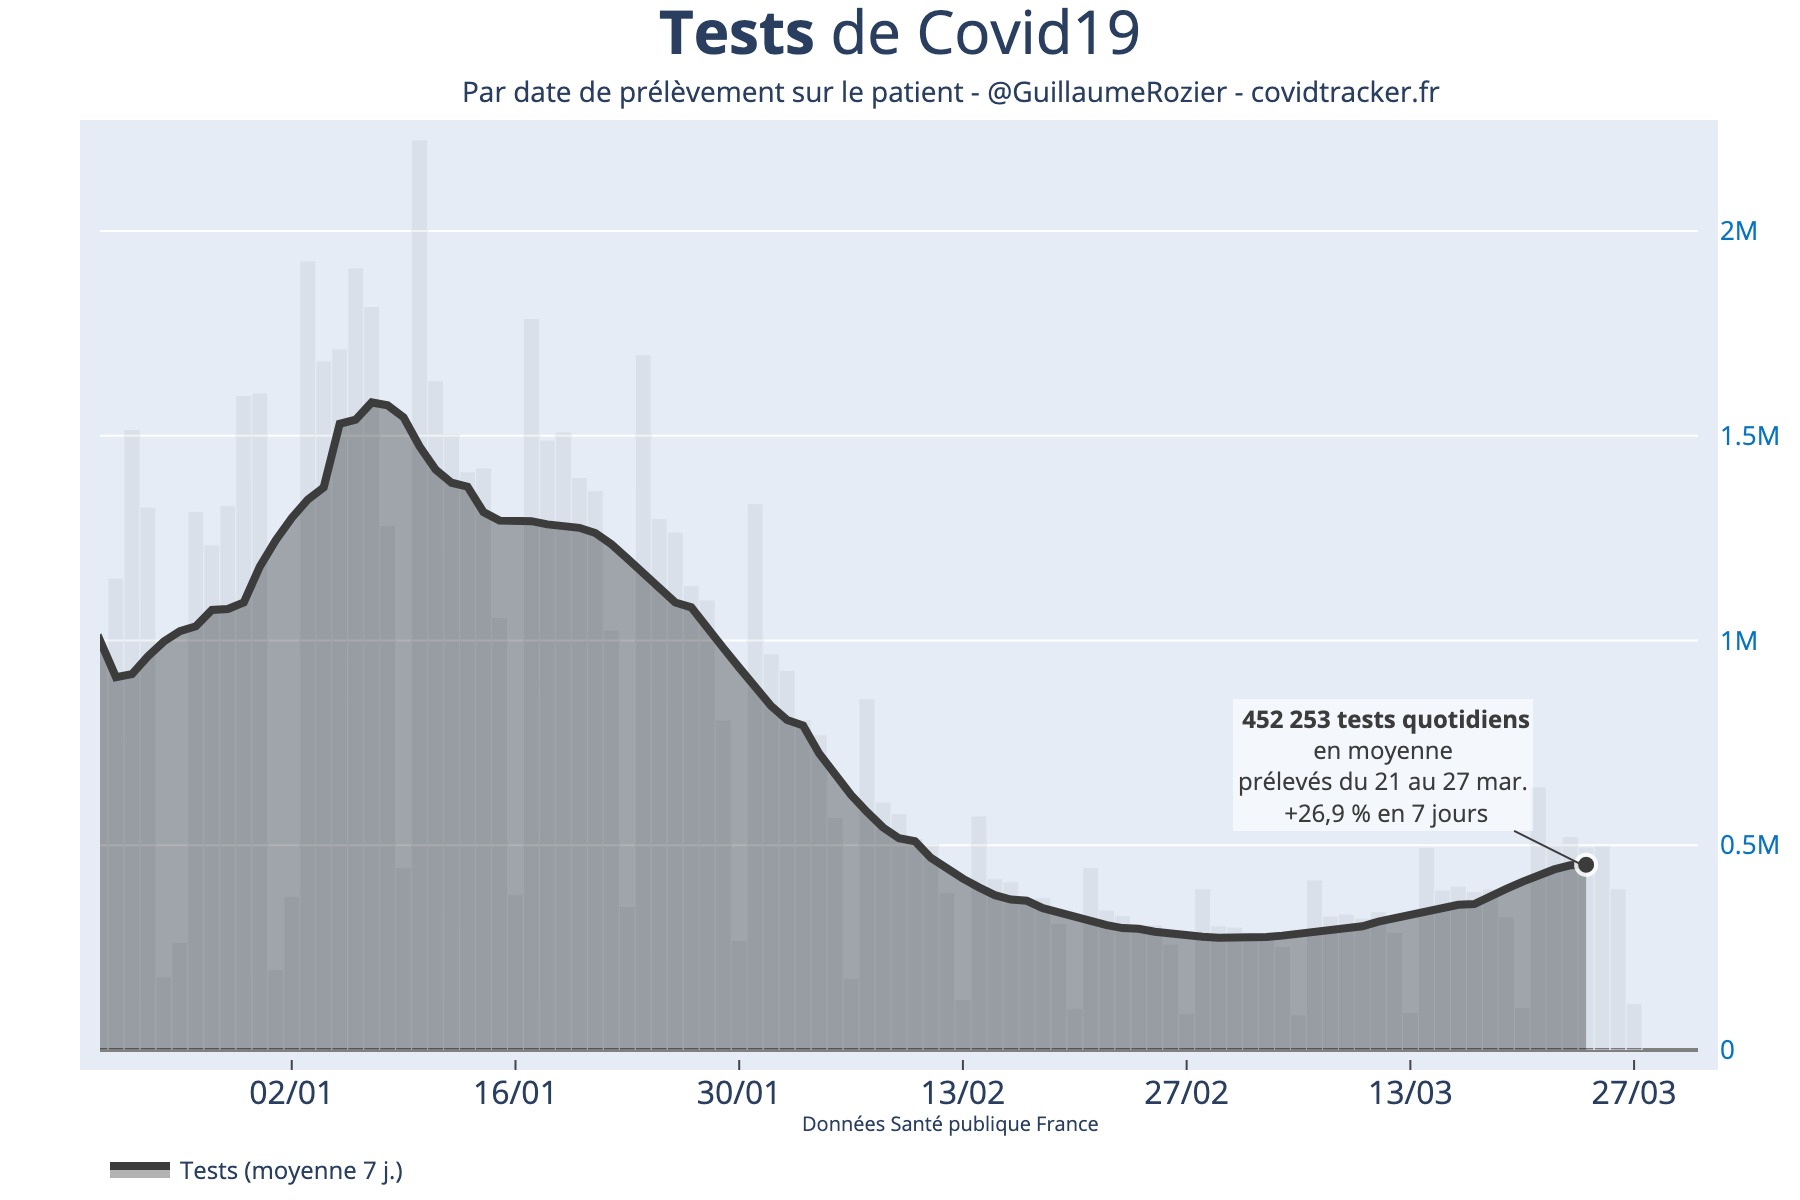 Tests de Covid19
Par date de prélèvement sur le patient - @GuillaumeRozier - covidtracker.fr
2M
1.5M
1M
452 253 tests quotidiens
en moyenne
prélevés du 21 au 27 mar.
+26,9 % en 7 jours
0.5M
0
02/01 16/01 30/01 13/02 27/02 13/03 27/03
Données Santé publique France
Tests (moyenne 7 j.)